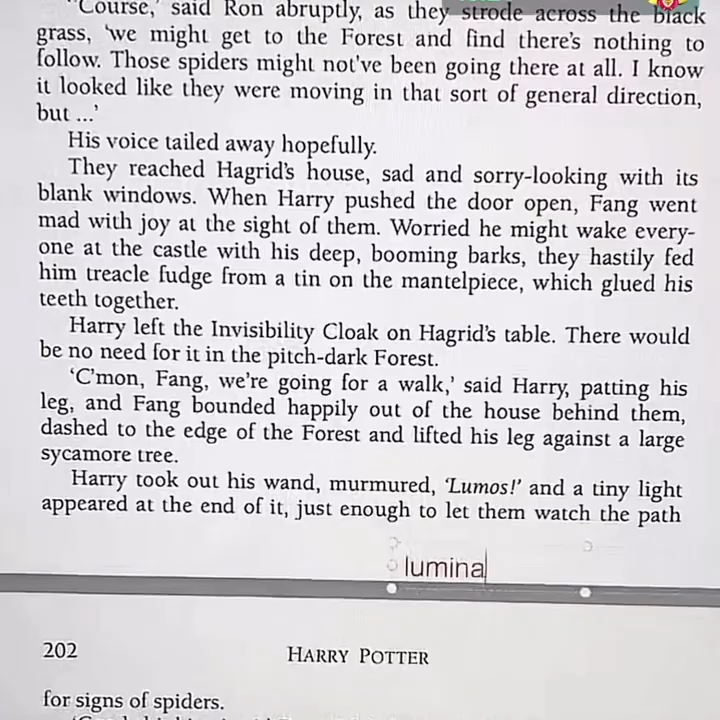 'Course,' said Ron abruptly, as they strode across the black
grass, 'we might get to the Forest and find there's nothing to
follow. Those spiders might not've been going there at all. I know
it looked like they were moving in that sort of general direction,
but ...'
His voice tailed away hopefully.
They reached Hagrid's house, sad and sorry-looking with its
blank windows. When Harry pushed the door open, Fang went
mad with joy at the sight of them. Worried he might wake every-
one at the castle with his deep, booming barks, they hastily fed
him treacle fudge from a tin on the mantelpiece, which glued his
teeth together.
Harry left the Invisibility Cloak on Hagrid's table. There would
be no need for it in the pitch-dark Forest.
'C'mon, Fang, we're going for a walk,' said Harry, patting his
leg, and Fang bounded happily out of the house behind them,
dashed to the edge of the Forest and lifted his leg against a large
sycamore tree.
Harry took out his wand, murmured, 'Lumos!' and a tiny light
appeared at the end of it, just enough to let them watch the path
lumina
202 HARRY POTTER
for signs of spiders.